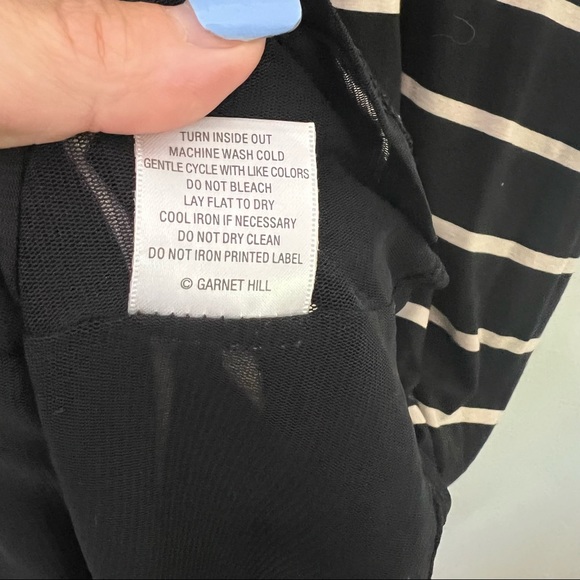 TURN INSIDE OUT
MACHINE WASH COLD
GENTLE CYCLE WITH LIKE COLORS
DO NOT BLEACH
LAY FLAT TO DRY
COOL IRON IF NECESSARY
DO NOT DRY CLEAN
DO NOT IRON PRINTED LABEL
© GARNET HILL